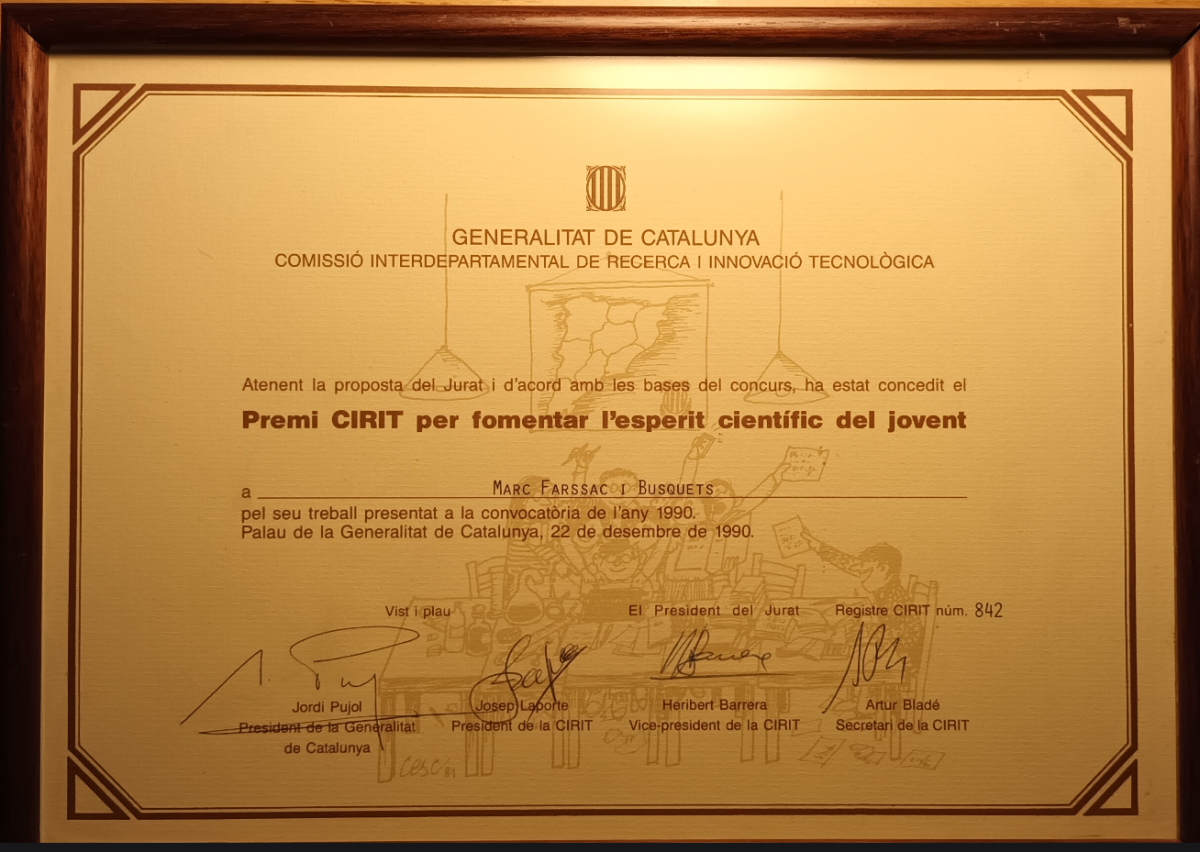 GENERALITAT DE CATALUNYA
COMISSIÓ INTERDEPARTAMENTAL DE RECERCA I INNOVACIÓ TECNOLÒGICA
Atenent la proposta del Jurat i d'acord amb les bases del concurs, ha estat concedit el
Premi CIRIT per fomentar l'esperit científic del jovent
a MARC FARSSAC I BUSQUETS
pel seu treball presentat a la convocatòria de l'any 1990.
Palau de la Generalitat de Catalunya, 22 de desembre de 1990.
Vist i plau El President del Jurat Registre CIRIT núm. 842
Jordi Pujol Josep Laporte Heribert Barrera Artur Bladé
President de la Generalitat President de la CIRIT Vice-president de la CIRIT Secretari de la CIRIT
de Catalunya